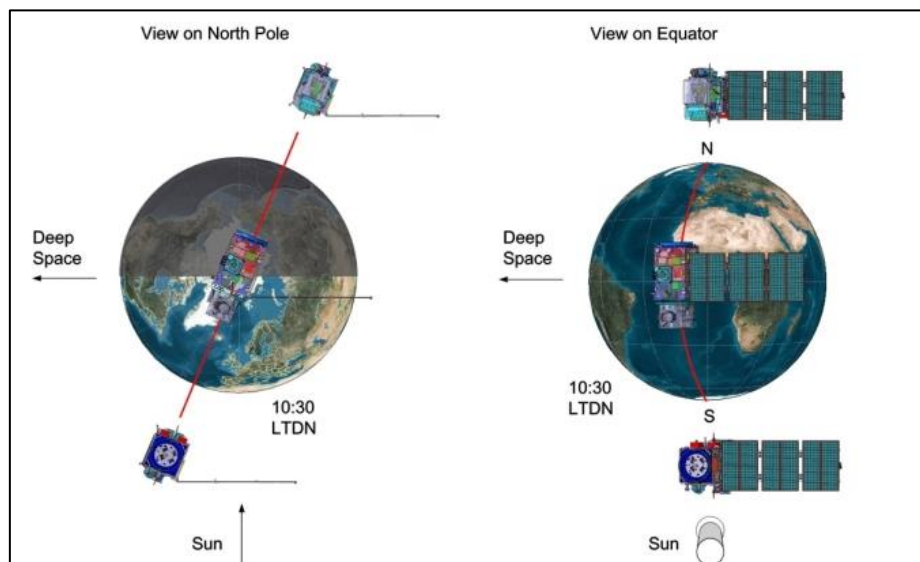 View on North Pole
View on Equator
N
Deep
Space
Deep
Space
10:30
LTDN
10:30
LTDN
S
Sun
Sun